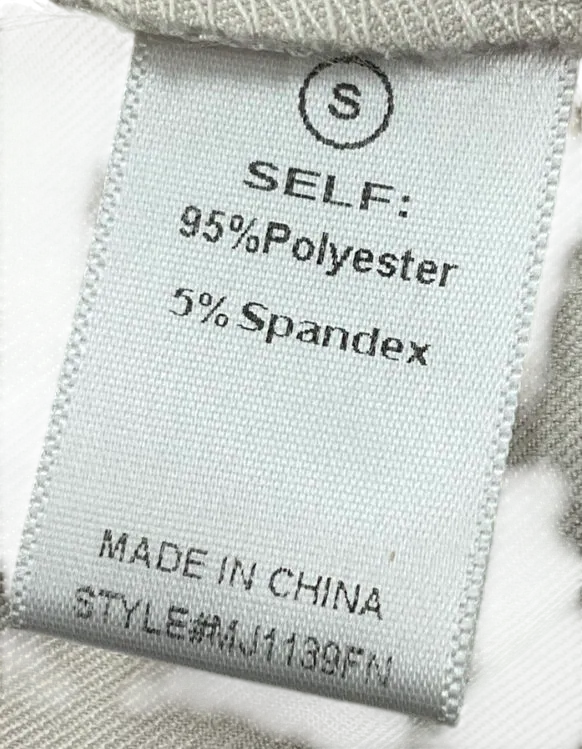 S
SELF:
95%Polyester
5% Spandex
MADE IN CHINA
STYLE#MJ1139FN